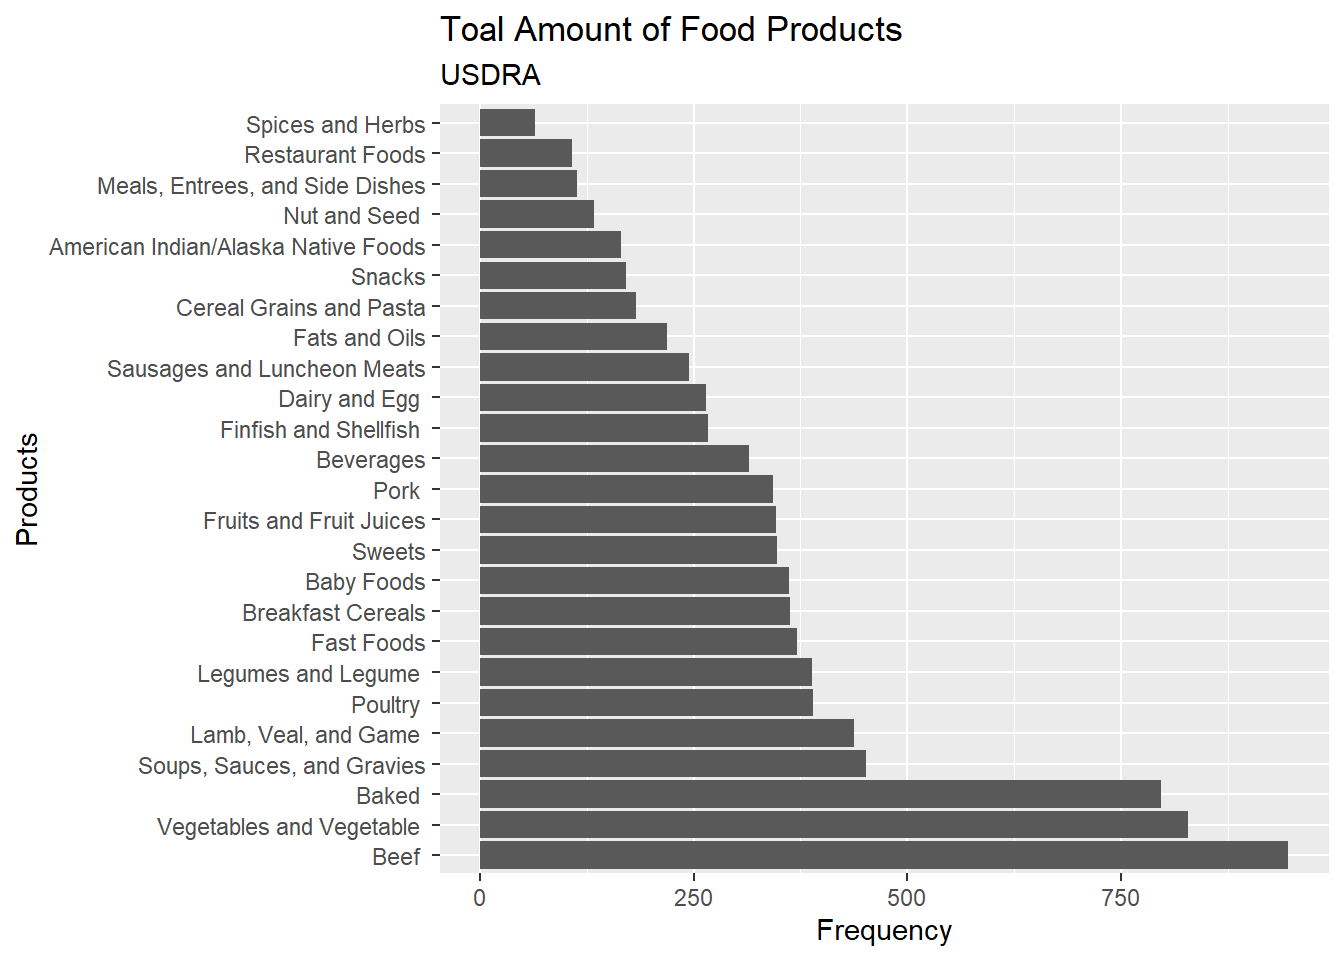 Toal Amount of Food Products
USDRA
Spices and Herbs
Restaurant Foods
Meals, Entrees, and Side Dishes
Nut and Seed
American Indian/Alaska Native Foods
Snacks
Cereal Grains and Pasta
Fats and Oils
Sausages and Luncheon Meats
Dairy and Egg
Finfish and Shellfish
Beverages
Pork
Fruits and Fruit Juices
Sweets
Baby Foods
Breakfast Cereals
Fast Foods
Legumes and Legume
Poultry
Lamb, Veal, and Game
Soups, Sauces, and Gravies
Baked
Vegetables and Vegetable
Beef
Products
0 250 500 750
Frequency